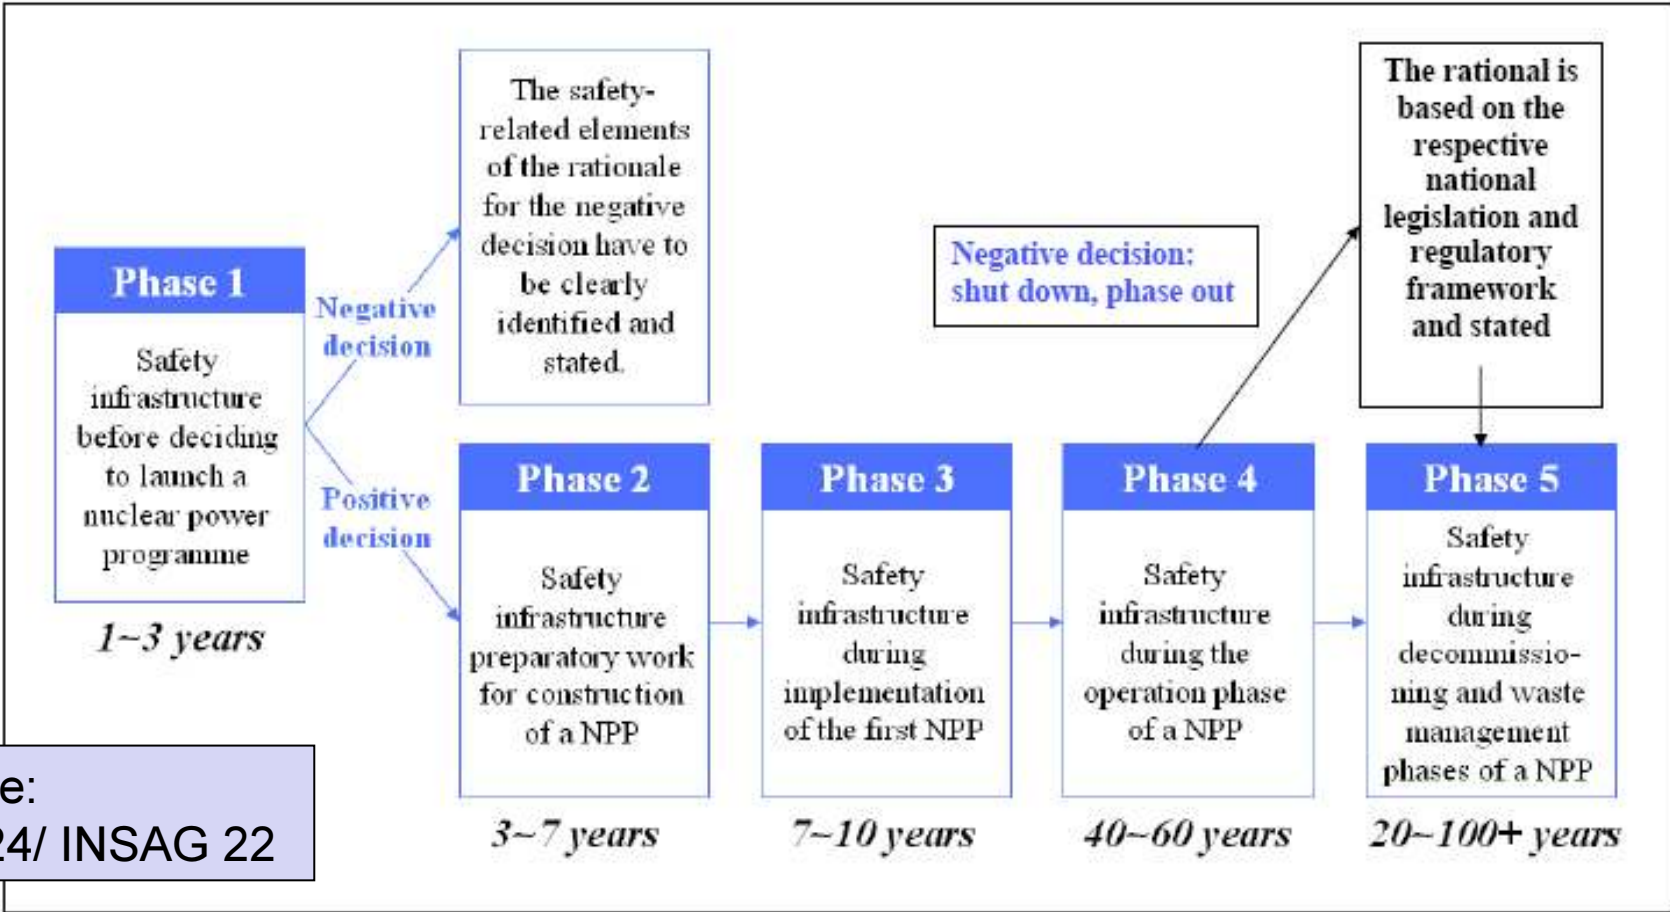 Phase 1
Safety
infrastructure
before deciding
to launch a
nuclear power
programme
1~3 years
Negative
decision
Positive
decision
The safety-
related elements
of the rationale
for the negative
decision have to
be clearly
identified and
stated.
Phase 2
Safety
infrastructure
preparatory work
for construction
of a NPP
3~7 years
Phase 3
Safety
infrastructure
during
implementation
of the first NPP
7~10 years
Negative decision:
shut down, phase out
Phase 4
Safety
infrastructure
during the
operation phase
of a NPP
40~60 years
The rational is
based on the
respective
national
legislation and
regulatory
framework
and stated
Phase 5
Safety
infrastructure
during
decommissio-
ning and waste
management
phases of a NPP
20~100+ years
e:
24/ INSAG 22